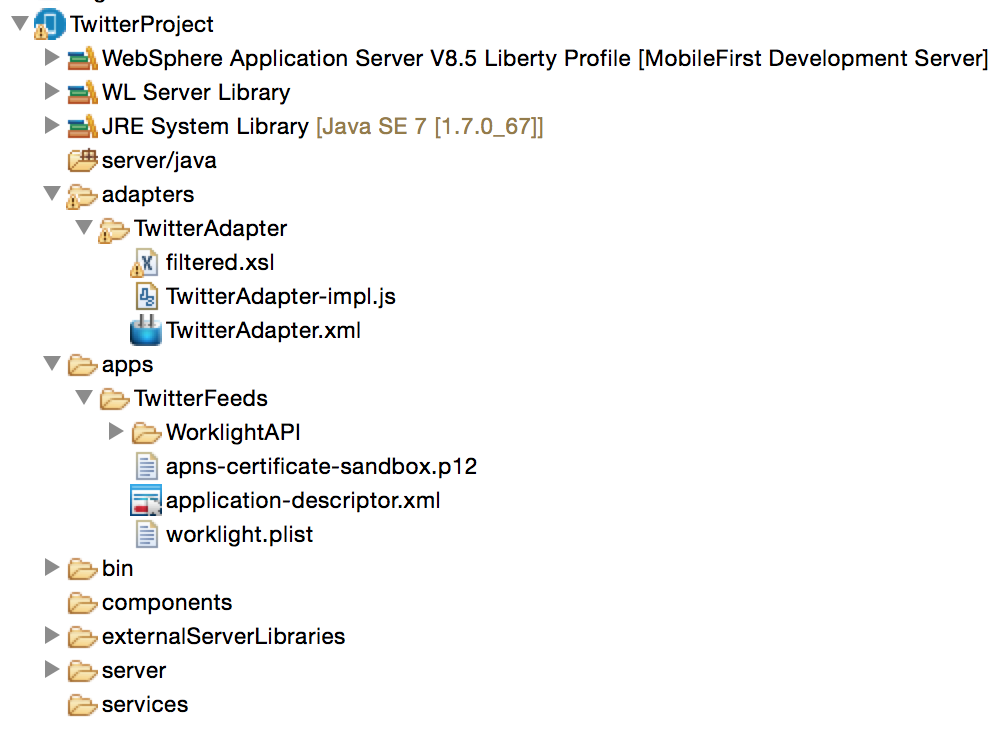 TwitterProject
WebSphere Application Server V8.5 Liberty Profile [MobileFirst Development Server]
WL Server Library
JRE System Library [Java SE 7 [1.7.0_67]]
server/java
adapters
TwitterAdapter
filtered.xsl
TwitterAdapter-impl.js
TwitterAdapter.xml
apps
TwitterFeeds
WorklightAPI
apns-certificate-sandbox.p12
application-descriptor.xml
worklight.plist
bin
components
externalServerLibraries
server
services